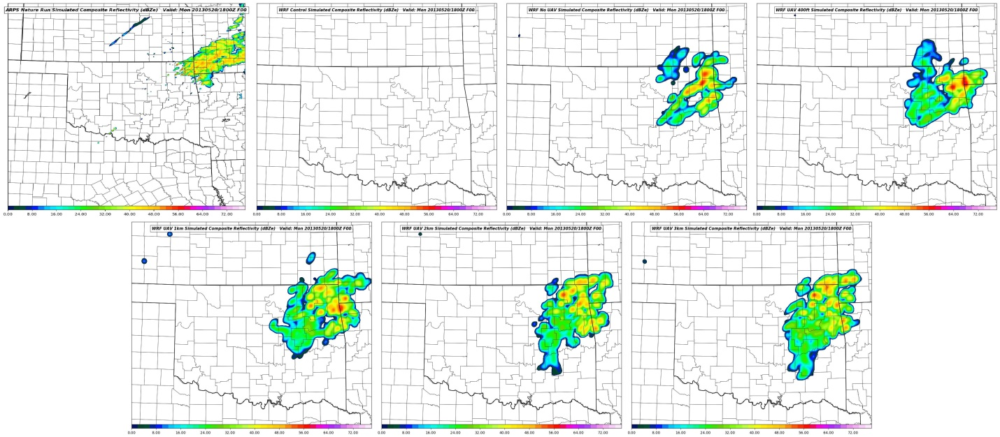 ARPS Nature Run Simulated Composite Reflectivity (dBZe) Valid: Mon 20130520/1800Z F00
WRF Control Simulated Composite Reflectivity (dBZe) Valid: Mon 20130520/1800Z F00
WRF No UAV Simulated Composite Reflectivity (dBZe) Valid: Mon 20130520/1800Z F00
WRF UAV 400ft Simulated Composite Reflectivity (dBZe) Valid: Mon 20130520/1800Z F00
0.00 8.00 16.00 24.00 32.00 40.00 48.00 56.00 64.00 72.00
0.00 8.00 16.00 24.00 32.00 40.00 48.00 56.00 64.00 72.00
0.00 8.00 16.00 24.00 32.00 40.00 48.00 56.00 64.00 72.00
0.00 8.00 16.00 24.00 32.00 40.00 48.00 56.00 64.00 72.00
WRF UAV 1km Simulated Composite Reflectivity (dBZe) Valid: Mon 20130520/1800Z F00
WRF UAV 2km Simulated Composite Reflectivity (dBZe) Valid: Mon 20130520/1800Z F00
WRF UAV 3km Simulated Composite Reflectivity (dBZe) Valid: Mon 20130520/1800Z F00
0.00 8.00 16.00 24.00 32.00 40.00 48.00 56.00 64.00 72.00
0.00 8.00 16.00 24.00 32.00 40.00 48.00 56.00 64.00 72.00
0.00 8.00 16.00 24.00 32.00 40.00 48.00 56.00 64.00 72.00